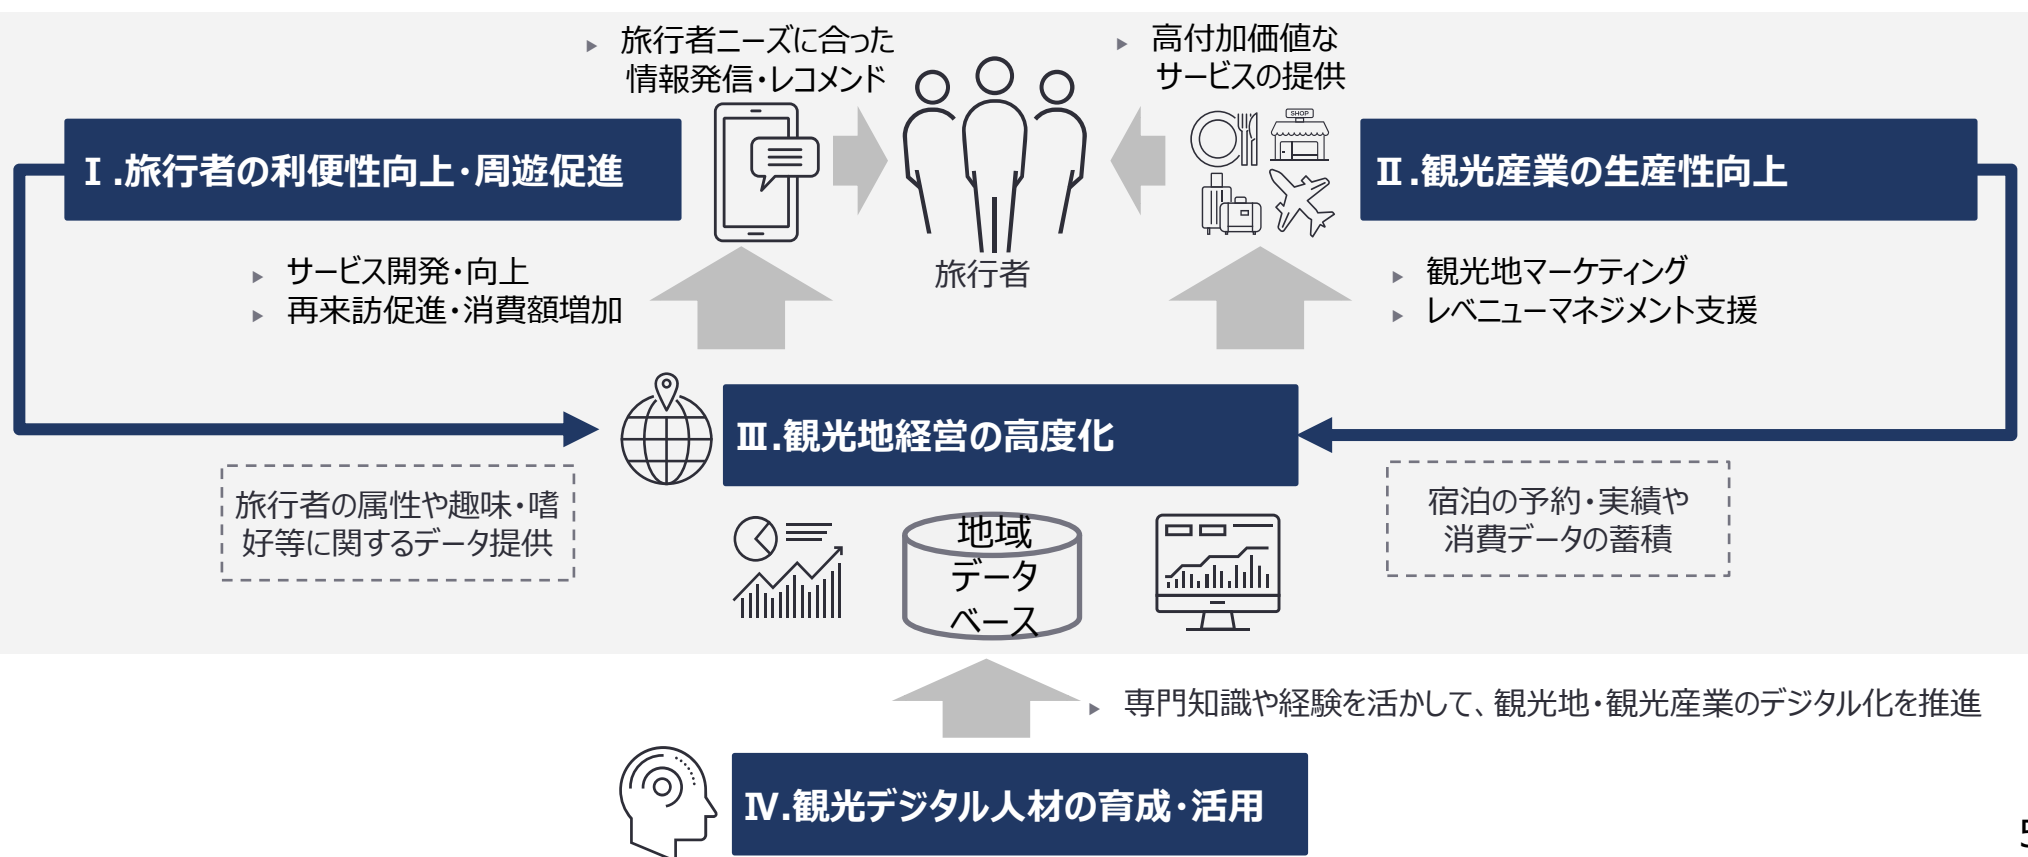 旅行者ニーズに合った
情報発信・レコメンド
高付加価値な
サービスの提供
SHOP
Ⅰ.旅行者の利便性向上・周遊促進
Ⅱ.観光産業の生産性向上
旅行者
サービス開発・向上
再来訪促進・消費額増加
観光地マーケティング
レベニューマネジメント支援
Ⅲ.観光地経営の高度化
旅行者の属性や趣味・嗜
好等に関するデータ提供
宿泊の予約・実績や
消費データの蓄積
地域
データ
ベース
専門知識や経験を活かして、観光地・観光産業のデジタル化を推進
Ⅳ.観光デジタル人材の育成・活用